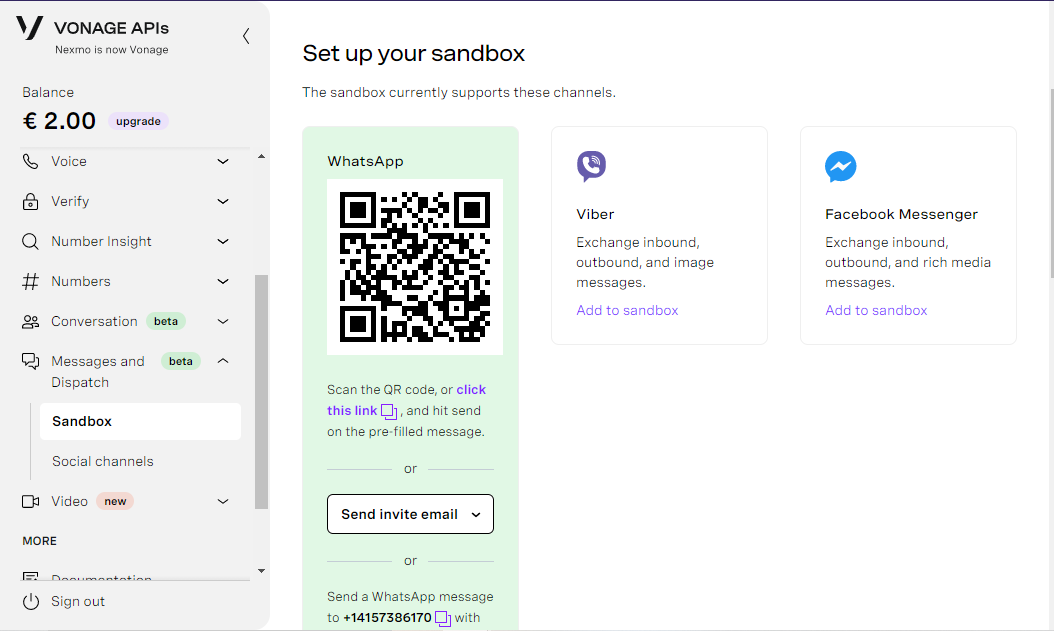 VONAGE APIs
Nexmo is now Vonage
Balance
€ 2.00 upgrade
Voice
Verify
Number Insight
Numbers
Conversation beta
Messages and beta
Dispatch
Sandbox
Social channels
Video new
MORE
Documentation
Sign out
Set up your sandbox
The sandbox currently supports these channels.
WhatsApp
Scan the QR code, or click
this link , and hit send
on the pre-filled message.
or
Send invite email
or
Send a WhatsApp message
to +14157386170 with
Viber
Exchange inbound,
outbound, and image
messages.
Add to sandbox
Facebook Messenger
Exchange inbound,
outbound, and rich media
messages.
Add to sandbox